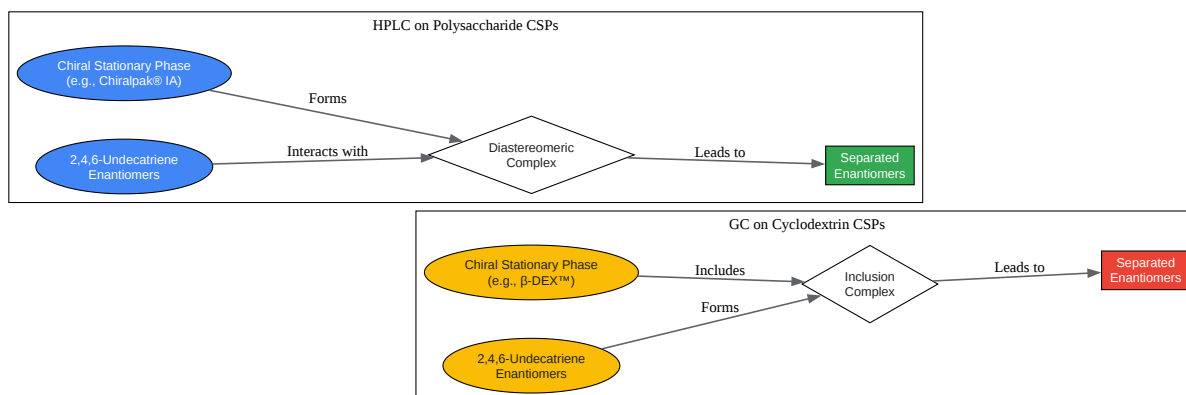 HPLC on Polysaccharide CSPs
Chiral Stationary Phase
(e.g., Chiralpak® IA)
Forms
2,4,6-Undecatriene
Enantiomers
Interacts with
Diastereomeric
Complex
Leads to
Separated
Enantiomers
GC on Cyclodextrin CSPs
Chiral Stationary Phase
(e.g., β-DEX™)
Includes
2,4,6-Undecatriene
Enantiomers
Forms
Inclusion
Complex
Leads to
Separated
Enantiomers